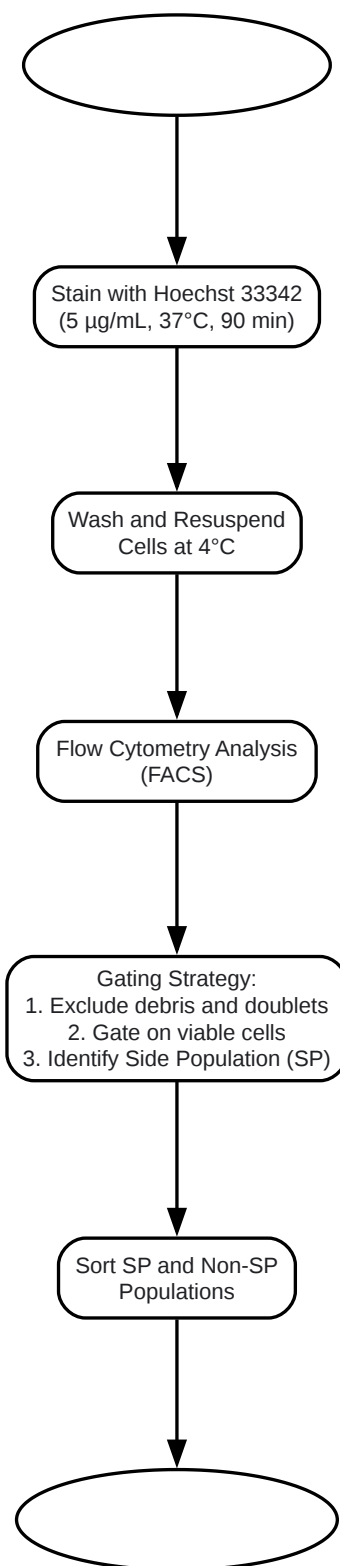 Stain with Hoechst 33342
(5 µg/mL, 37°C, 90 min)
Wash and Resuspend
Cells at 4°C
Flow Cytometry Analysis
(FACS)
Gating Strategy:
1. Exclude debris and doublets
2. Gate on viable cells
3. Identify Side Population (SP)
Sort SP and Non-SP
Populations